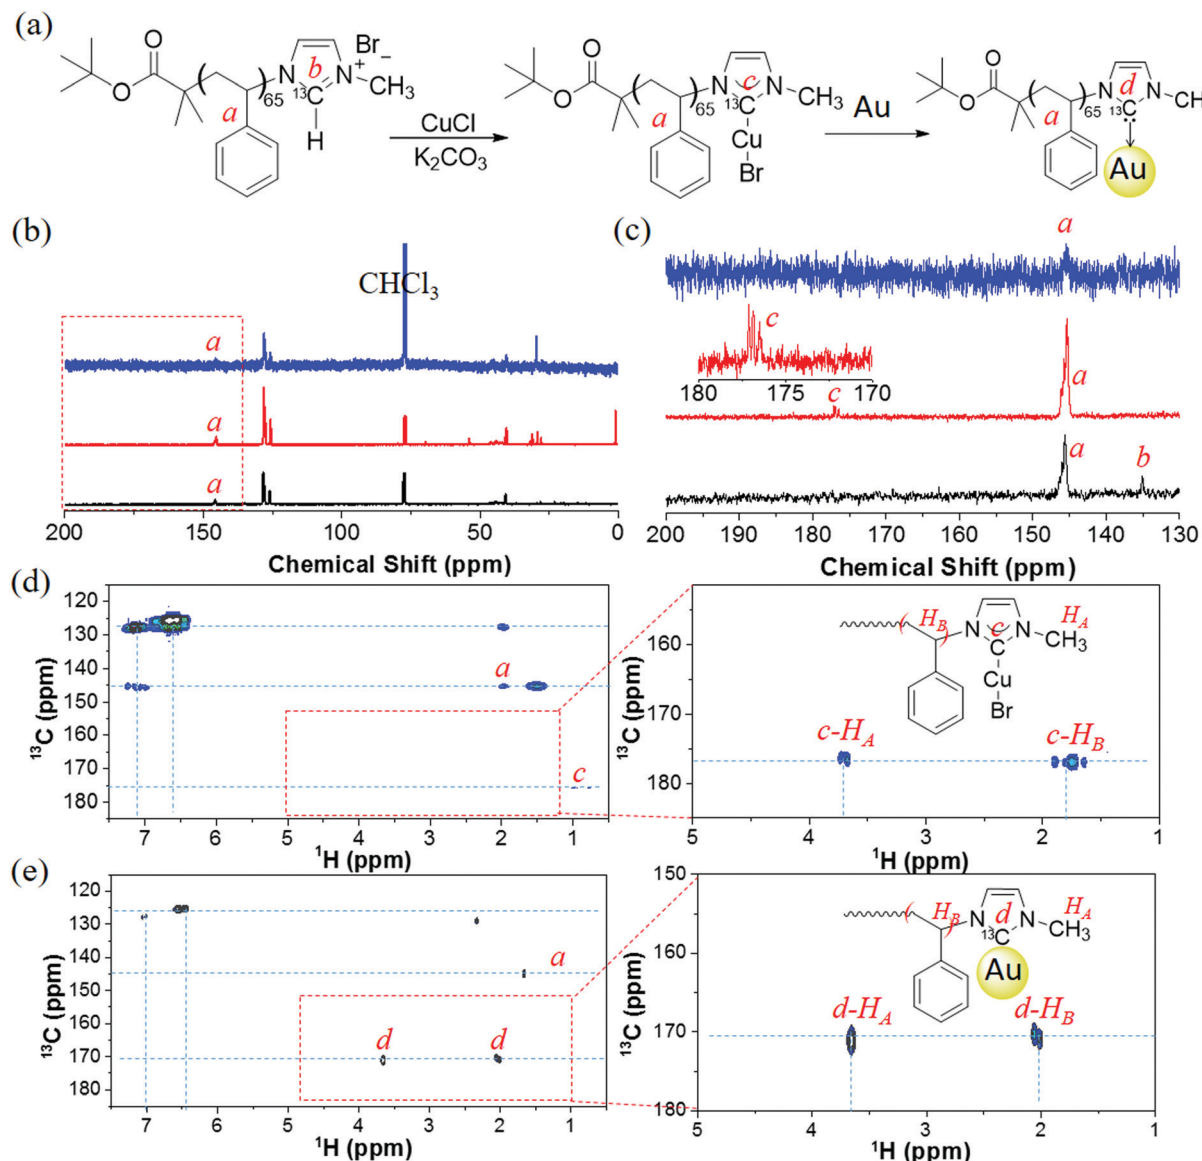 (a)
O
O
( )65
a
N
b
N+
Br−
CH3
13C
H
CuCl
K2CO3
O
O
( )65
a
N
c
N
CH3
13C
Cu
Br
Au
O
O
( )65
a
N
d
N
CH
13C
Au
(b)
CHCl3
a
a
a
200 150 100 50 0
Chemical Shift (ppm)
(c)
a
c
180 175 170
c
a
a
b
200 190 180 170 160 150 140 130
Chemical Shift (ppm)
(d)
120
130
140
150
160
170
180
13C (ppm)
a
c
7 6 5 4 3 2 1
1H (ppm)
160
170
180
13C (ppm)
( HB )
N
c
N
HA
CH3
C
Cu
Br
c-HA
c-HB
5 4 3 2 1
1H (ppm)
(e)
120
130
140
150
160
170
180
13C (ppm)
a
d d
7 6 5 4 3 2 1
1H (ppm)
150
160
170
180
13C (ppm)
( HB )
N
d
N
HA
CH3
13C
Au
d-HA
d-HB
5 4 3 2 1
1H (ppm)